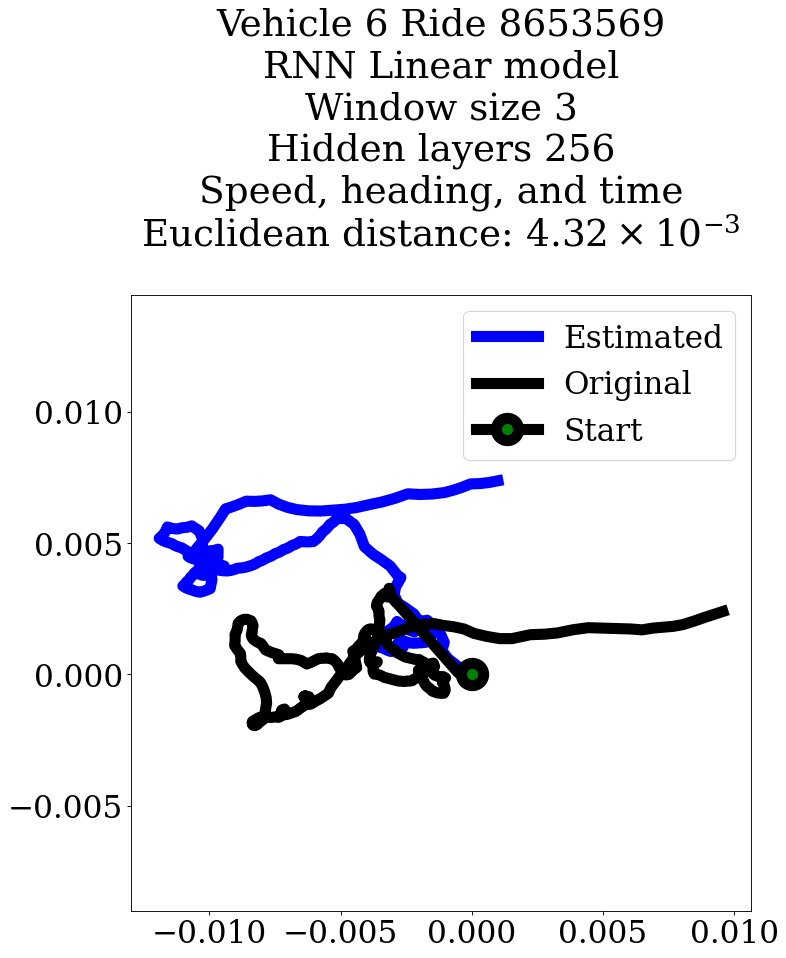 Vehicle 6 Ride 8653569
RNN Linear model
Window size 3
Hidden layers 256
Speed, heading, and time
Euclidean distance: 4.32 × 10⁻³
Estimated
Original
Start
0.010
0.005
0.000
−0.005
−0.010 −0.005 0.000 0.005 0.010